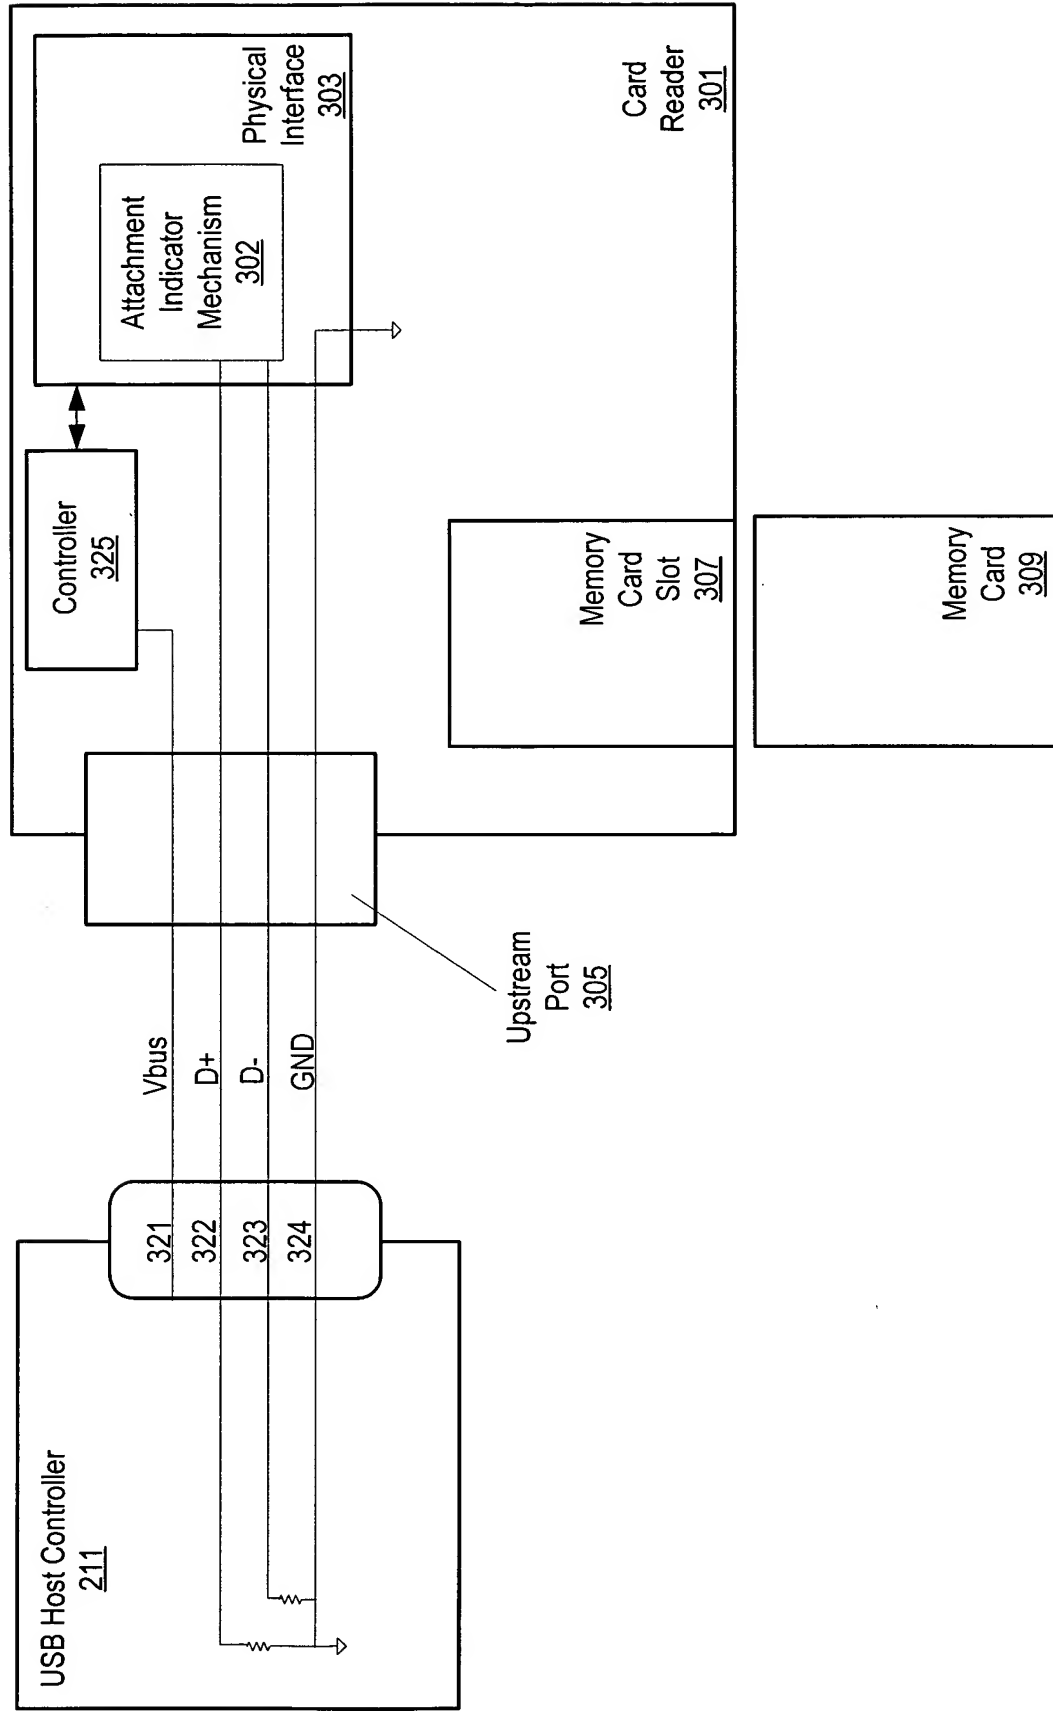 USB Host Controller
211
321
322
323
324
Vbus
D+
D-
GND
Upstream
Port
305
Controller
325
Attachment
Indicator
Mechanism
302
Physical
Interface
303
Card
Reader
301
Memory
Card
Slot
307
Memory
Card
309